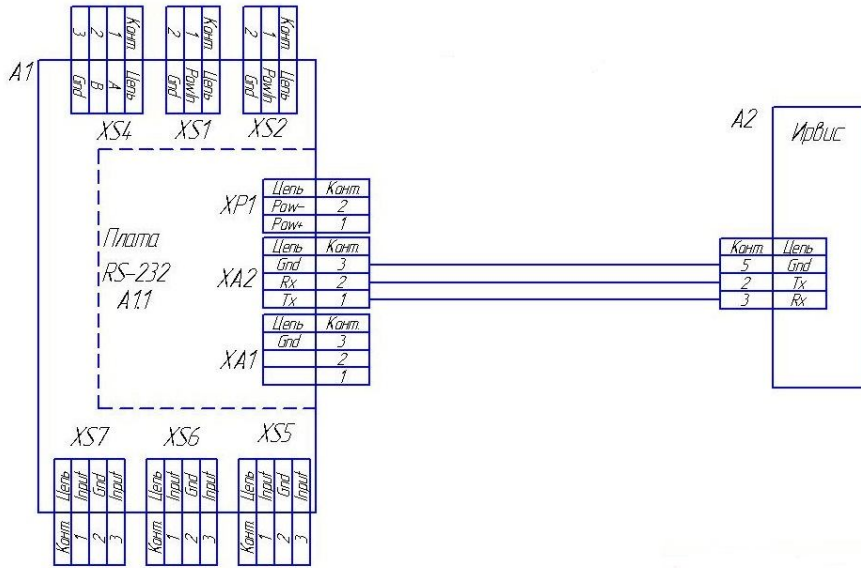 A1
Конт. Цепь
1 A
2 B
3 Gnd
XS4
Конт. Цепь
1 PowIn
2 Gnd
XS1
Конт. Цепь
1 PowIn
2 Gnd
XS2
Плата
RS-232
A1.1
XP1
Цепь Конт.
Pow- 2
Pow+ 1
XA2
Цепь Конт.
Gnd 3
Rx 2
Tx 1
XA1
Цепь Конт.
Gnd 3
2
1
A2
Ирвис
Конт. Цепь
5 Gnd
2 Tx
3 Rx
XS7
Конт. Цепь
1 Input
2 Gnd
3 Input
XS6
Конт. Цепь
1 Input
2 Gnd
3 Input
XS5
Конт. Цепь
1 Input
2 Gnd
3 Input